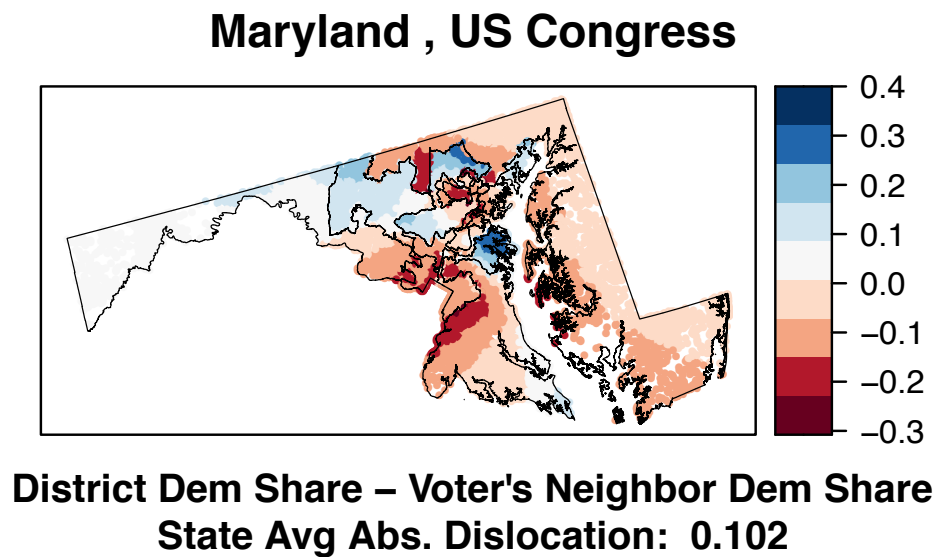 Maryland , US Congress
0.4
0.3
0.2
0.1
0.0
−0.1
−0.2
−0.3
District Dem Share − Voter's Neighbor Dem Share
State Avg Abs. Dislocation: 0.102